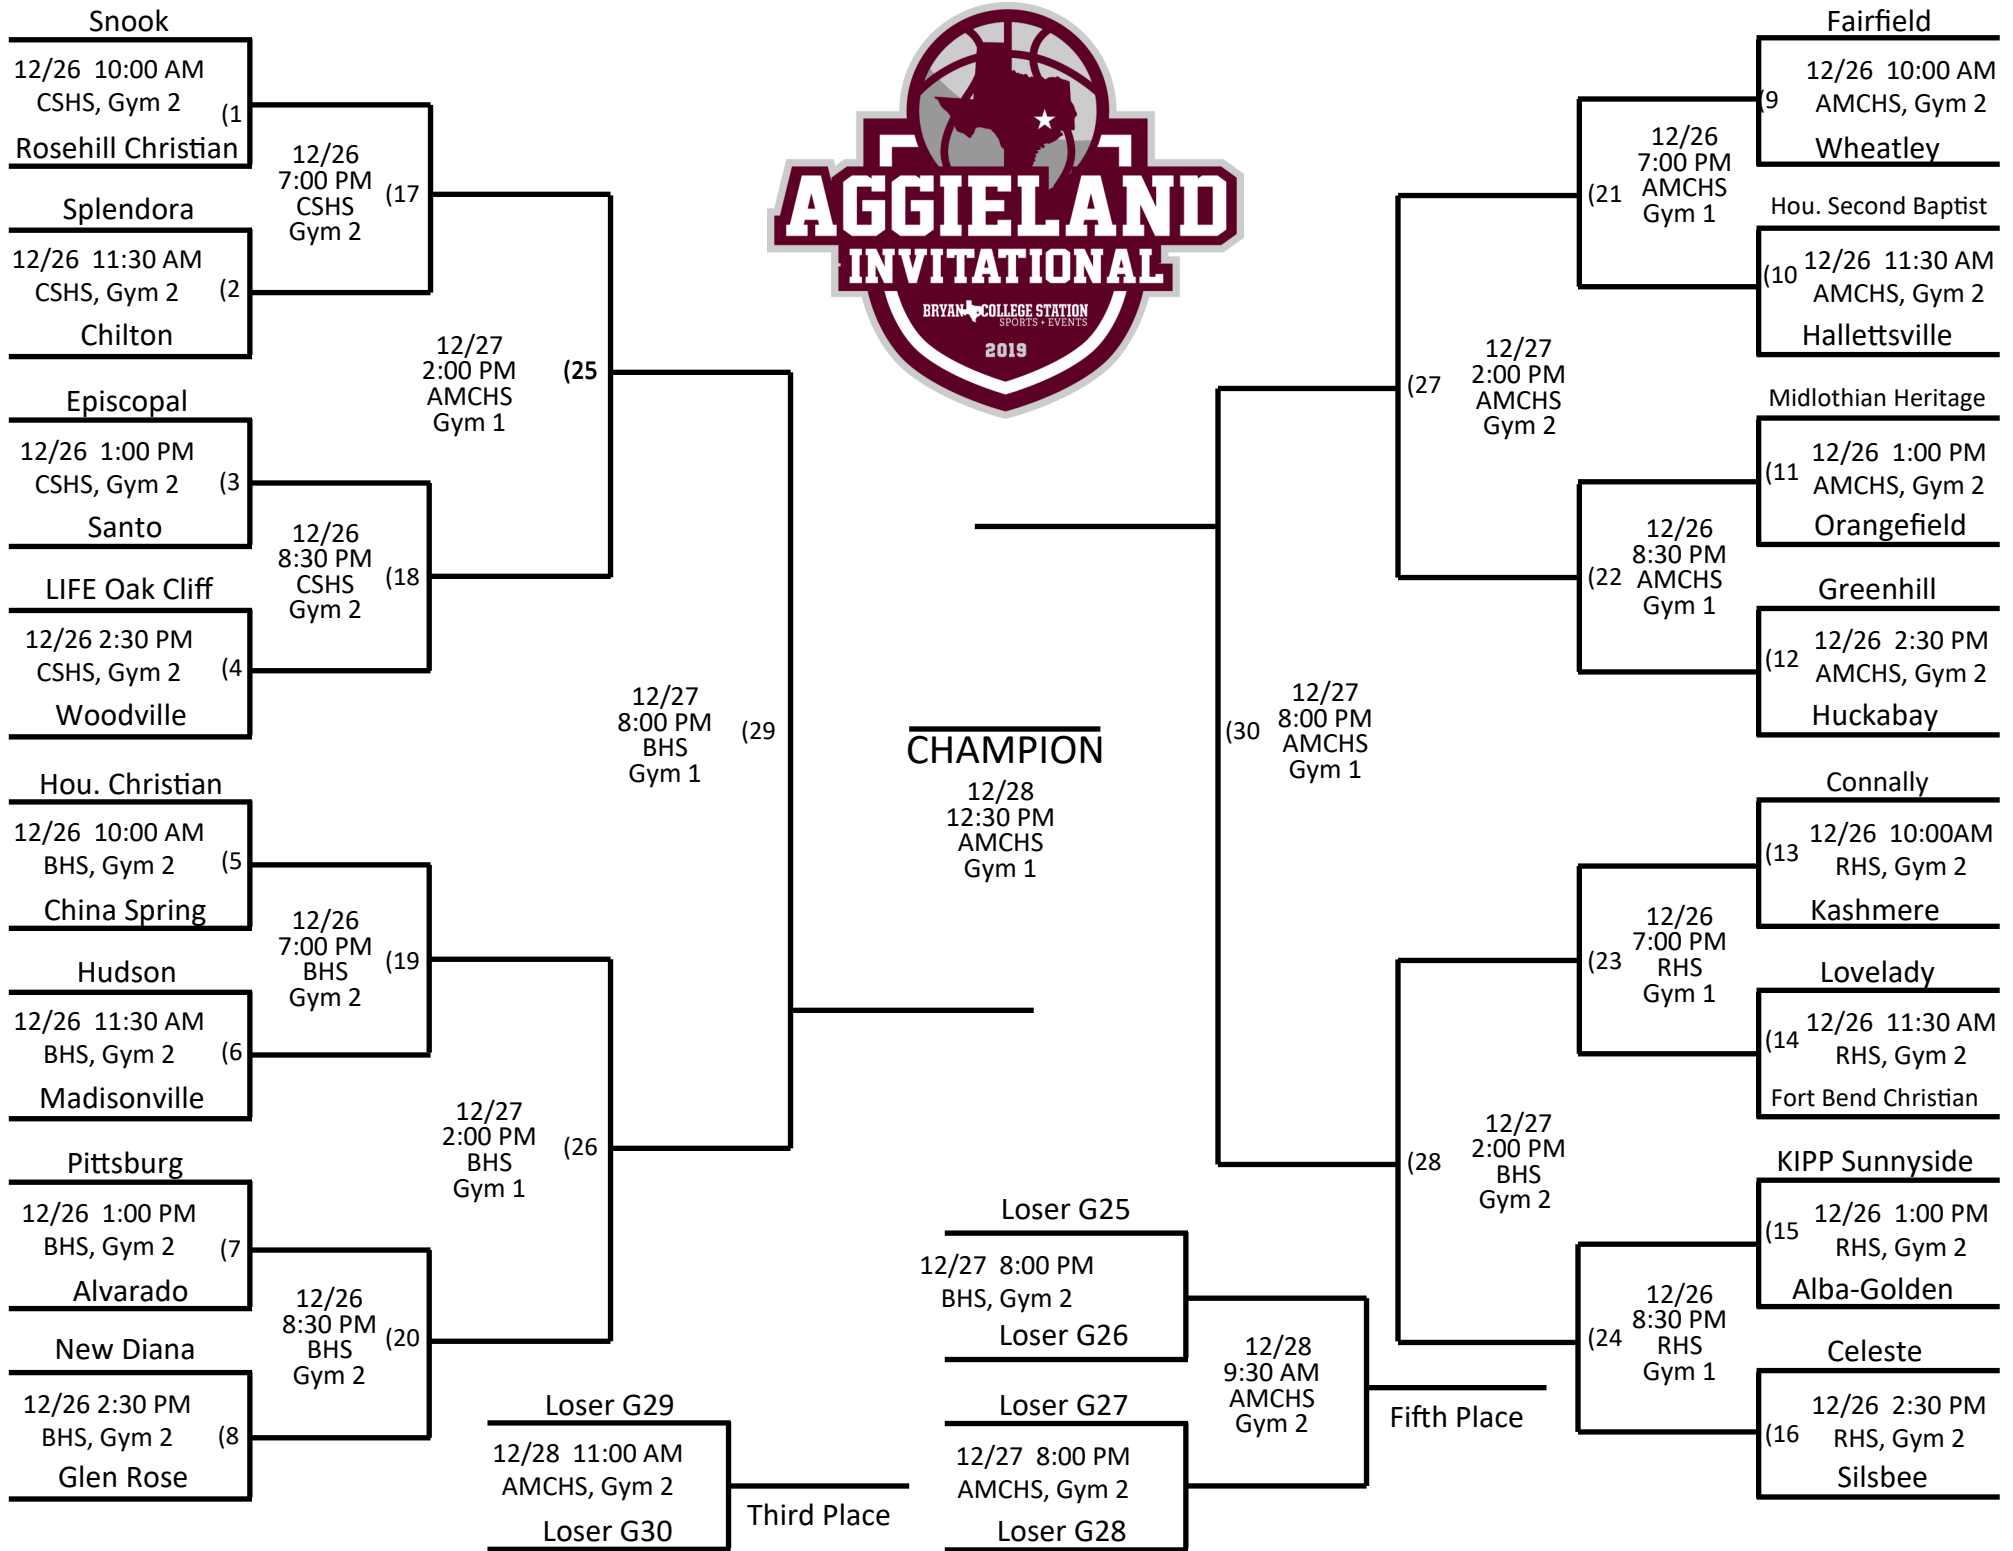 Snook
12/26 10:00 AM
CSHS, Gym 2
(1
Rosehill Christian
12/26
7:00 PM
CSHS
Gym 2
(17
Splendora
12/26 11:30 AM
CSHS, Gym 2
(2
Chilton
12/27
2:00 PM
AMCHS
Gym 1
(25
Episcopal
12/26 1:00 PM
CSHS, Gym 2
(3
Santo
12/26
8:30 PM
CSHS
Gym 2
(18
LIFE Oak Cliff
12/26 2:30 PM
CSHS, Gym 2
(4
Woodville
12/27
8:00 PM
BHS
Gym 1
(29
Hou. Christian
12/26 10:00 AM
BHS, Gym 2
(5
China Spring
12/26
7:00 PM
BHS
Gym 2
(19
Hudson
12/26 11:30 AM
BHS, Gym 2
(6
Madisonville
12/27
2:00 PM
BHS
Gym 1
(26
Pittsburg
12/26 1:00 PM
BHS, Gym 2
(7
Alvarado
12/26
8:30 PM
BHS
Gym 2
(20
New Diana
12/26 2:30 PM
BHS, Gym 2
(8
Glen Rose
AGGIELAND
INVITATIONAL
BRYAN COLLEGE STATION
SPORTS + EVENTS
2019
CHAMPION
12/28
12:30 PM
AMCHS
Gym 1
Fairfield
12/26 10:00 AM
(9
AMCHS, Gym 2
Wheatley
12/26
7:00 PM
AMCHS
Gym 1
(21
Hou. Second Baptist
12/26 11:30 AM
(10
AMCHS, Gym 2
Hallettsville
12/27
2:00 PM
AMCHS
Gym 2
(27
Midlothian Heritage
12/26 1:00 PM
(11
AMCHS, Gym 2
Orangefield
12/26
8:30 PM
AMCHS
Gym 1
(22
Greenhill
12/26 2:30 PM
(12
AMCHS, Gym 2
Huckabay
12/27
8:00 PM
AMCHS
Gym 1
(30
Connally
12/26 10:00AM
(13
RHS, Gym 2
Kashmere
12/26
7:00 PM
RHS
Gym 1
(23
Lovelady
12/26 11:30 AM
(14
RHS, Gym 2
Fort Bend Christian
12/27
2:00 PM
BHS
Gym 2
(28
KIPP Sunnyside
12/26 1:00 PM
(15
RHS, Gym 2
Alba-Golden
12/26
8:30 PM
RHS
Gym 1
(24
Celeste
12/26 2:30 PM
(16
RHS, Gym 2
Silsbee
Loser G25
12/27 8:00 PM
BHS, Gym 2
Loser G26
12/28
9:30 AM
AMCHS
Gym 2
Fifth Place
Loser G27
12/27 8:00 PM
AMCHS, Gym 2
Loser G28
Loser G29
12/28 11:00 AM
AMCHS, Gym 2
Loser G30
Third Place